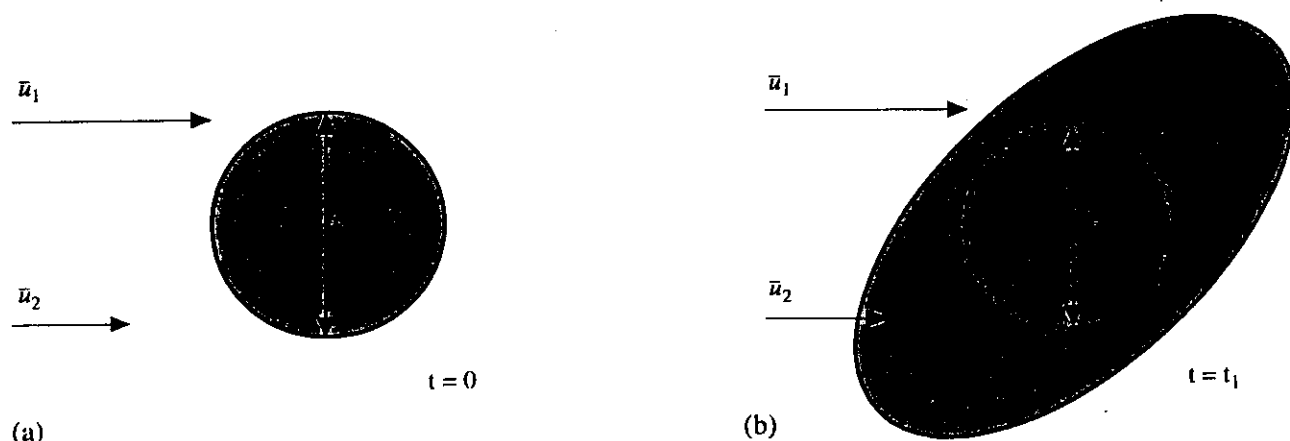 ū₁
ū₂
t = 0
(a)
ū₁
ū₂
t = t₁
(b)